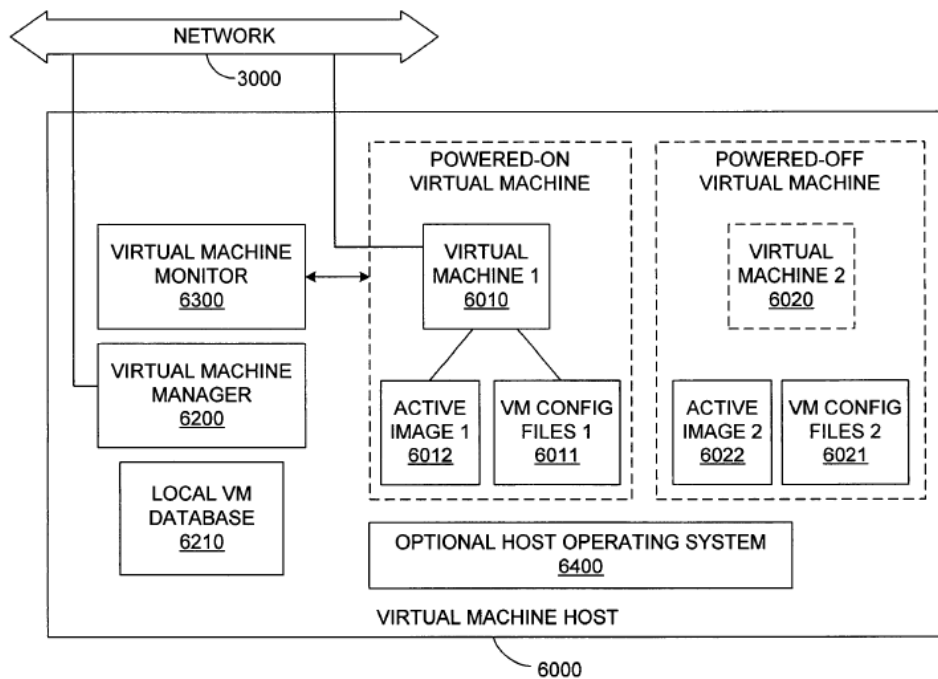 NETWORK
3000
POWERED-ON
VIRTUAL MACHINE
POWERED-OFF
VIRTUAL MACHINE
VIRTUAL MACHINE
MONITOR
6300
VIRTUAL
MACHINE 1
6010
VIRTUAL
MACHINE 2
6020
VIRTUAL MACHINE
MANAGER
6200
ACTIVE
IMAGE 1
6012
VM CONFIG
FILES 1
6011
ACTIVE
IMAGE 2
6022
VM CONFIG
FILES 2
6021
LOCAL VM
DATABASE
6210
OPTIONAL HOST OPERATING SYSTEM
6400
VIRTUAL MACHINE HOST
6000